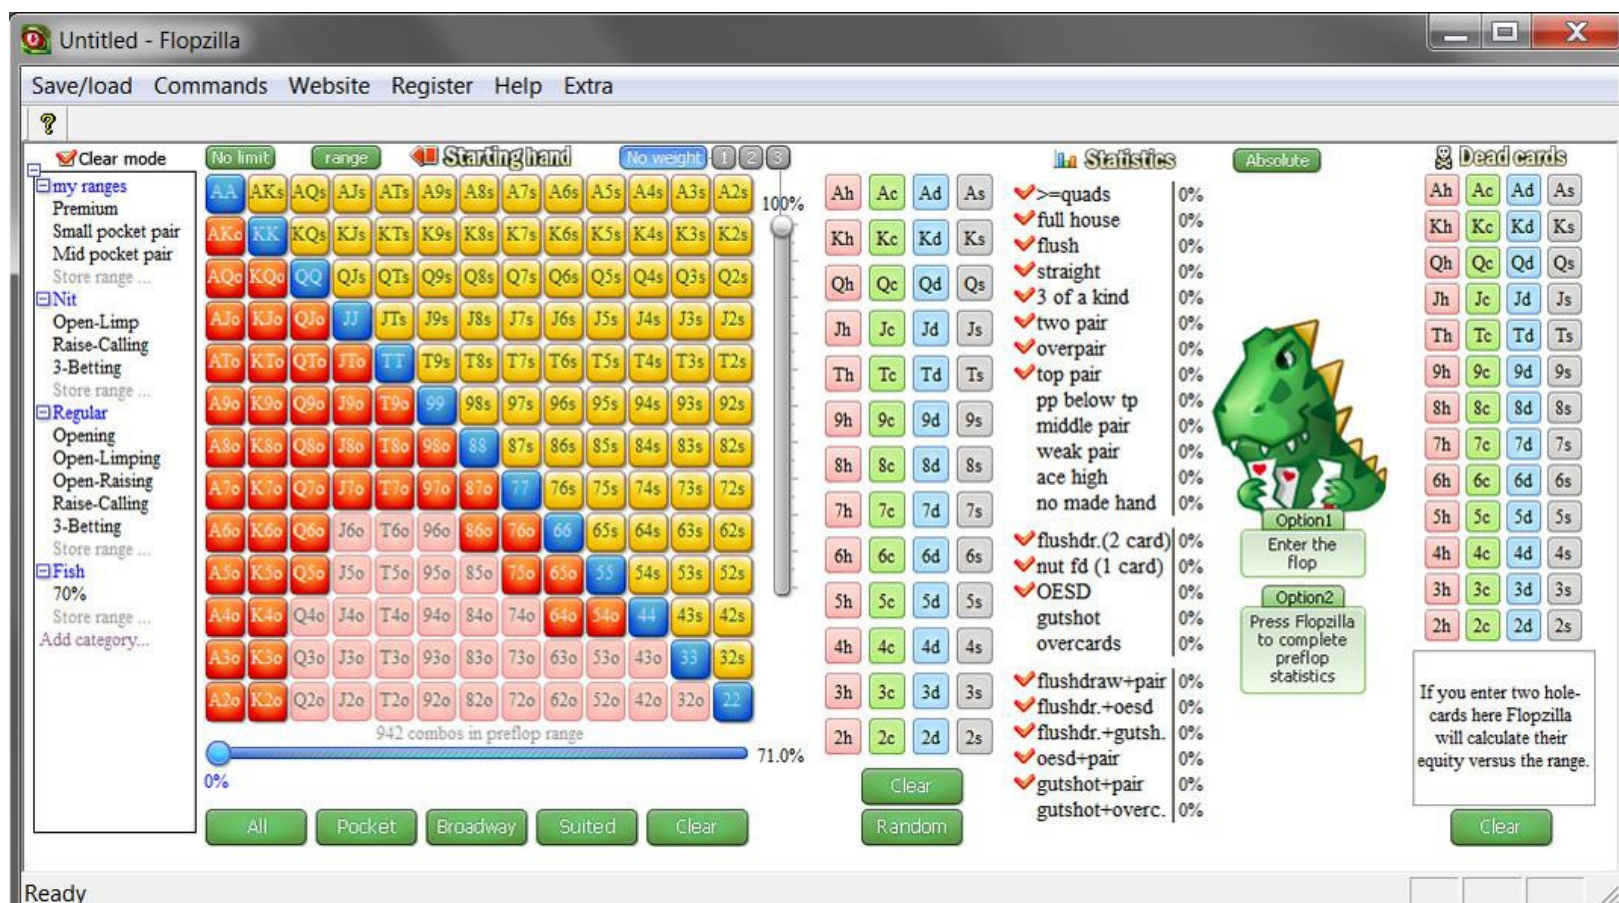 Untitled - Flopzilla
Save/load Commands Website Register Help Extra
?
Clear mode
my ranges
Premium
Small pocket pair
Mid pocket pair
Store range ...
Nit
Open-Limp
Raise-Calling
3-Betting
Store range ...
Regular
Opening
Open-Limping
Open-Raising
Raise-Calling
3-Betting
Store range ...
Fish
70%
Store range ...
Add category...
No limit range Starting hand No weight 1 2 3
AA AKs AQs AJs ATs A9s A8s A7s A6s A5s A4s A3s A2s
AKo KK KQs KJs KTs K9s K8s K7s K6s K5s K4s K3s K2s
AQo KQo QQ QJs QTs Q9s Q8s Q7s Q6s Q5s Q4s Q3s Q2s
AJo KJo QJo JJ JTs J9s J8s J7s J6s J5s J4s J3s J2s
ATo KTo QTo JTo TT T9s T8s T7s T6s T5s T4s T3s T2s
A9o K9o Q9o J9o T9o 99 98s 97s 96s 95s 94s 93s 92s
A8o K8o Q8o J8o T8o 98o 88 87s 86s 85s 84s 83s 82s
A7o K7o Q7o J7o T7o 97o 87o 77 76s 75s 74s 73s 72s
A6o K6o Q6o J6o T6o 96o 86o 76o 66 65s 64s 63s 62s
A5o K5o Q5o J5o T5o 95o 85o 75o 65o 55 54s 53s 52s
A4o K4o Q4o J4o T4o 94o 84o 74o 64o 54o 44 43s 42s
A3o K3o Q3o J3o T3o 93o 83o 73o 63o 53o 43o 33 32s
A2o K2o Q2o J2o T2o 92o 82o 72o 62o 52o 42o 32o 22
100%
942 combos in preflop range
71.0%
0%
All Pocket Broadway Suited Clear
Ah Ac Ad As
Kh Kc Kd Ks
Qh Qc Qd Qs
Jh Jc Jd Js
Th Tc Td Ts
9h 9c 9d 9s
8h 8c 8d 8s
7h 7c 7d 7s
6h 6c 6d 6s
5h 5c 5d 5s
4h 4c 4d 4s
3h 3c 3d 3s
2h 2c 2d 2s
Clear
Random
Statistics Absolute
>=quads 0%
full house 0%
flush 0%
straight 0%
3 of a kind 0%
two pair 0%
overpair 0%
top pair 0%
pp below tp 0%
middle pair 0%
weak pair 0%
ace high 0%
no made hand 0%
flushdr.(2 card) 0%
nut fd (1 card) 0%
OESD 0%
gutshot 0%
overcards 0%
flushdraw+pair 0%
flushdr.+oesd 0%
flushdr.+gutsh. 0%
oesd+pair 0%
gutshot+pair 0%
gutshot+overc. 0%
Option1
Enter the
flop
Option2
Press Flopzilla
to complete
preflop
statistics
Dead cards
Ah Ac Ad As
Kh Kc Kd Ks
Qh Qc Qd Qs
Jh Jc Jd Js
Th Tc Td Ts
9h 9c 9d 9s
8h 8c 8d 8s
7h 7c 7d 7s
6h 6c 6d 6s
5h 5c 5d 5s
4h 4c 4d 4s
3h 3c 3d 3s
2h 2c 2d 2s
If you enter two hole-
cards here Flopzilla
will calculate their
equity versus the range.
Clear
Ready